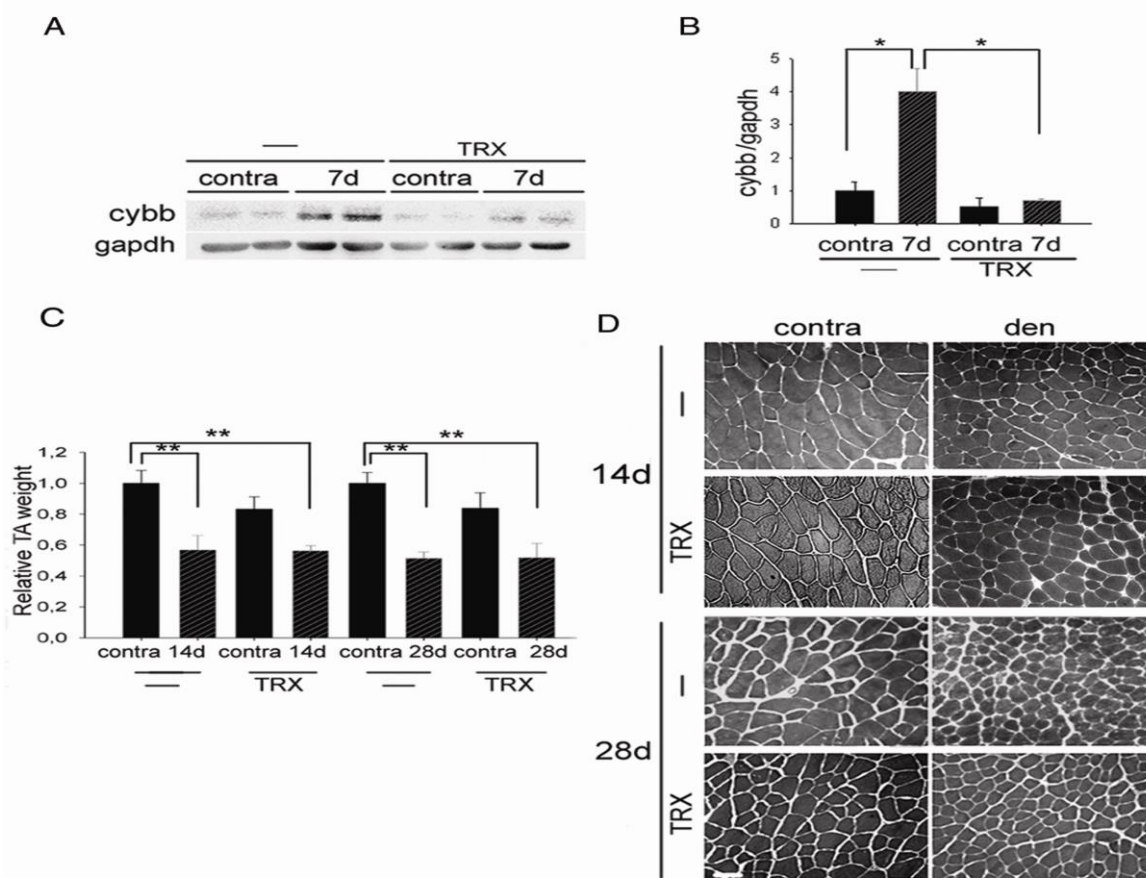 A
— TRX
contra 7d contra 7d
cybb
gapdh
B
* *
cybb/gapdh
5
4
3
2
1
0
contra 7d contra 7d
— TRX
C
** ** ** **
Relative TA weight
1,2
1,0
0,8
0,6
0,4
0,2
0,0
contra 14d contra 14d contra 28d contra 28d
— TRX — TRX
D
contra den
14d
—
TRX
28d
—
TRX